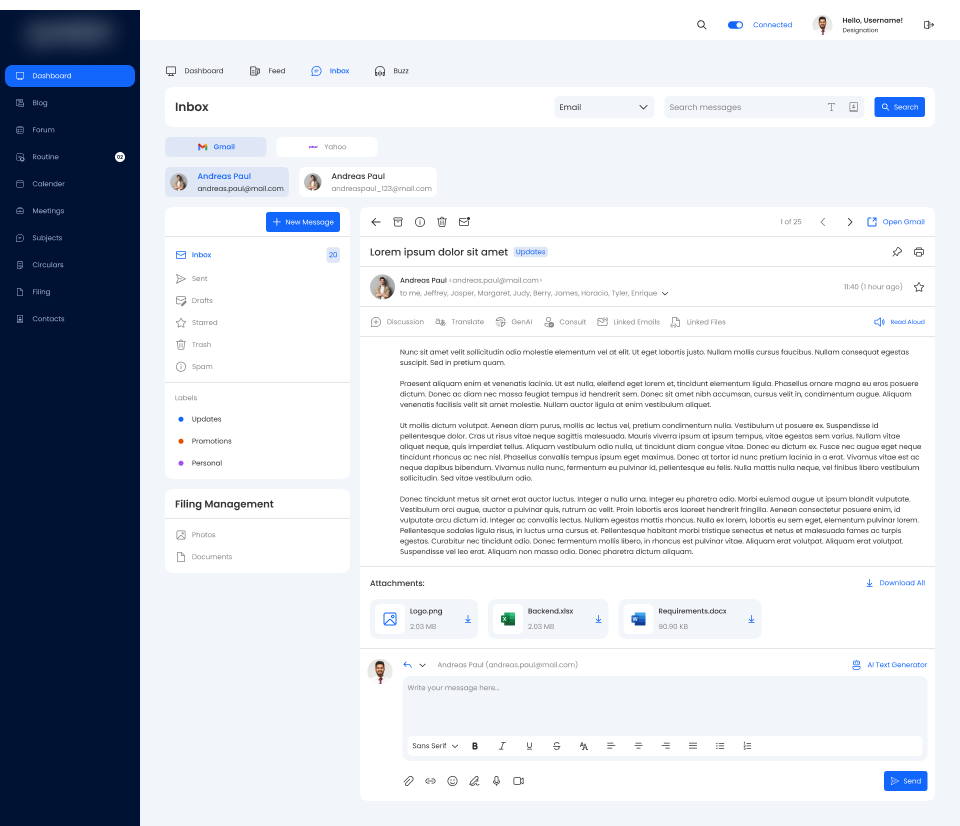 Connected
Hello, Username!
Designation
Dashboard
Blog
Forum
Routine 02
Calender
Meetings
Subjects
Circulars
Filing
Contacts
Dashboard Feed Inbox Buzz
Inbox
Email
Search messages
Search
Gmail
Yahoo
Andreas Paul
andreas.paul@mail.com
Andreas Paul
andreaspaul_123@mail.com
New Message
Inbox 20
Sent
Drafts
Starred
Trash
Spam
Labels
Updates
Promotions
Personal
Filing Management
Photos
Documents
1 of 25
Open Gmail
Lorem ipsum dolor sit amet Updates
Andreas Paul <andreas.paul@mail.com>
to me, Jeffrey, Jasper, Margaret, Judy, Berry, James, Horacio, Tyler, Enrique
11:40 (1 hour ago)
Discussion Translate GenAI Consult Linked Emails Linked Files Read Aloud
Nunc sit amet velit sollicitudin odio molestie elementum vel at elit. Ut eget lobortis justo. Nullam mollis cursus faucibus. Nullam consequat egestas
suscipit. Sed in pretium quam.
Praesent aliquam enim et venenatis lacinia. Ut est nulla, eleifend eget lorem et, tincidunt elementum ligula. Phasellus ornare magna eu eros posuere
dictum. Donec ac diam nec massa feugiat tempus id hendrerit sem. Donec sit amet nibh accumsan, cursus velit in, condimentum augue. Aliquam
venenatis facilisis velit sit amet molestie. Nullam auctor ligula at enim vestibulum aliquet.
Ut mollis dictum volutpat. Aenean diam purus, mollis ac lectus vel, pretium condimentum nulla. Vestibulum ut posuere ex. Suspendisse id
pellentesque dolor. Cras ut risus vitae neque sagittis malesuada. Mauris viverra ipsum at ipsum tempus, vitae egestas sem varius. Nullam vitae
aliquet neque, quis imperdiet tellus. Aliquam vestibulum odio nulla, ut tincidunt diam congue vitae. Donec eu dictum ex. Fusce nec augue eget neque
tincidunt rhoncus ac nec nisl. Phasellus convallis tempus ipsum eget maximus. Donec at tortor id nunc pretium lacinia in a erat. Vivamus vitae est ac
neque dapibus bibendum. Vivamus nulla nunc, fermentum eu pulvinar id, pellentesque eu felis. Nulla mattis nulla neque, vel finibus libero vestibulum
sollicitudin. Sed vitae vestibulum odio.
Donec tincidunt metus sit amet erat auctor luctus. Integer a nulla urna. Integer eu pharetra odio. Morbi euismod augue ut ipsum blandit vulputate.
Vestibulum orci augue, auctor a pulvinar quis, rutrum ac velit. Proin lobortis eros laoreet hendrerit fringilla. Aenean consectetur posuere enim, id
vulputate arcu dictum id. Integer ac convallis lectus. Nullam egestas mattis rhoncus. Nulla ex lorem, lobortis eu sem eget, elementum pulvinar lorem.
Pellentesque sodales ligula risus, in luctus urna cursus et. Pellentesque habitant morbi tristique senectus et netus et malesuada fames ac turpis
egestas. Curabitur nec tincidunt odio. Donec fermentum mollis libero, in rhoncus est pulvinar vitae. Aliquam erat volutpat. Aliquam erat volutpat.
Suspendisse vel leo erat. Aliquam non massa odio. Donec pharetra dictum aliquam.
Attachments:
Download All
Logo.png
2.03 MB
Backend.xlsx
2.03 MB
Requirements.docx
90.90 KB
Andreas Paul (andreas.paul@mail.com)
AI Text Generator
Write your message here...
Sans Serif
Send